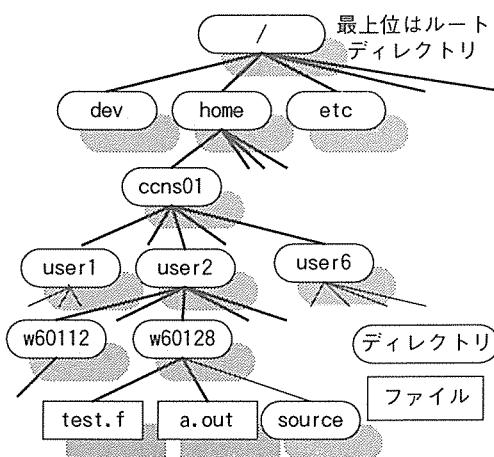 /
最上位はルート
ディレクトリ
dev
home
etc
ccns01
user1
user2
user6
w60112
w60128
ディレクトリ
test.f
a.out
source
ファイル